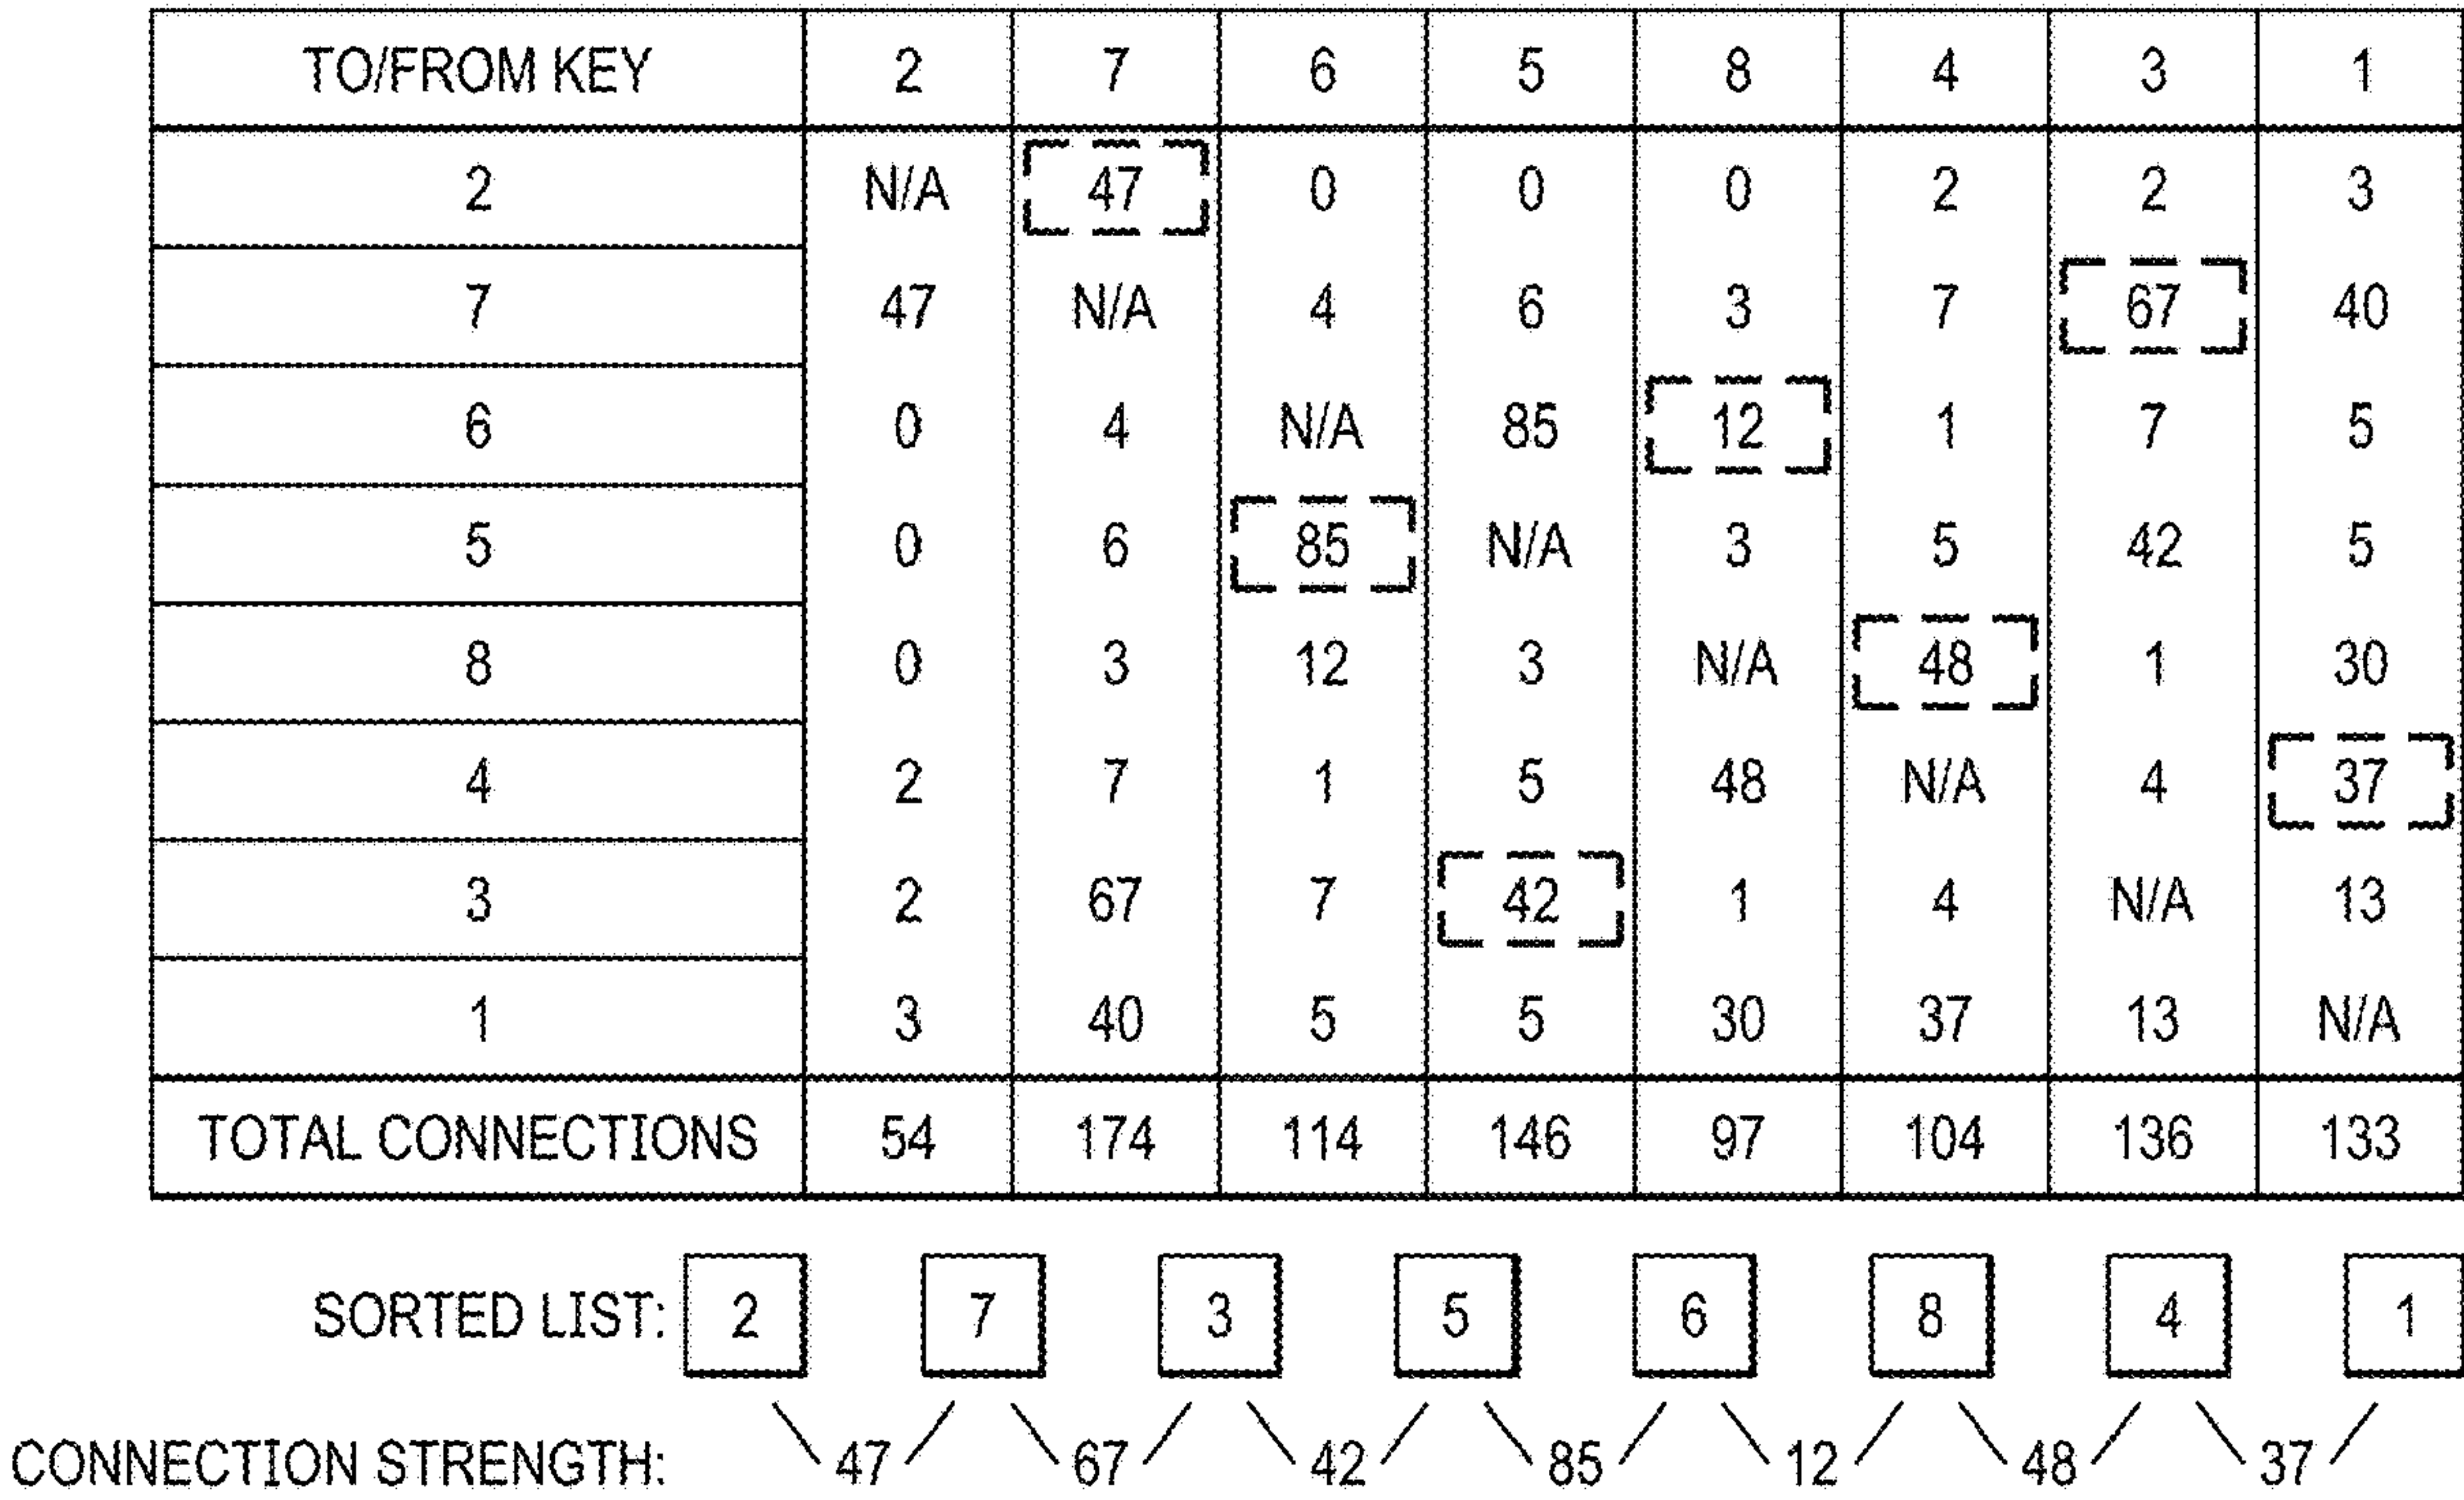 TO/FROM KEY 2 7 6 5 8 4 3 1
2 N/A 47 0 0 0 2 2 3
7 47 N/A 4 6 3 7 67 40
6 0 4 N/A 85 12 1 7 5
5 0 6 85 N/A 3 5 42 5
8 0 3 12 3 N/A 48 1 30
4 2 7 1 5 48 N/A 4 37
3 2 67 7 42 1 4 N/A 13
1 3 40 5 5 30 37 13 N/A
TOTAL CONNECTIONS 54 174 114 146 97 104 136 133
SORTED LIST: 2 7 3 5 6 8 4 1
CONNECTION STRENGTH: 47 67 42 85 12 48 37